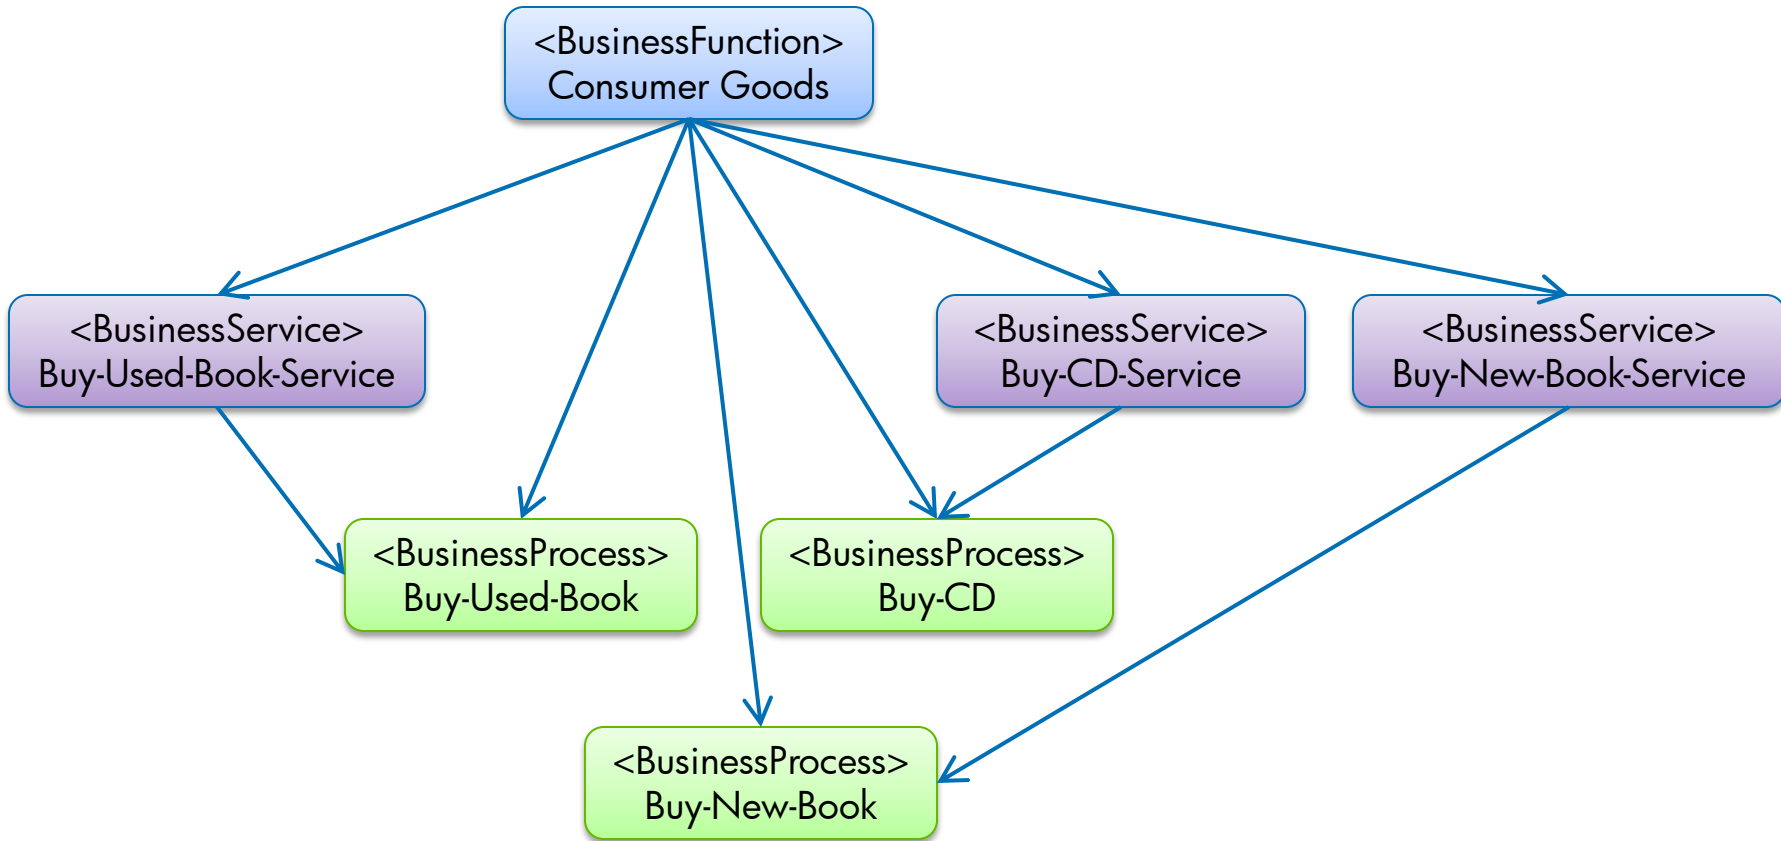 <BusinessFunction>
Consumer Goods
<BusinessService>
Buy-Used-Book-Service
<BusinessService>
Buy-CD-Service
<BusinessService>
Buy-New-Book-Service
<BusinessProcess>
Buy-Used-Book
<BusinessProcess>
Buy-CD
<BusinessProcess>
Buy-New-Book